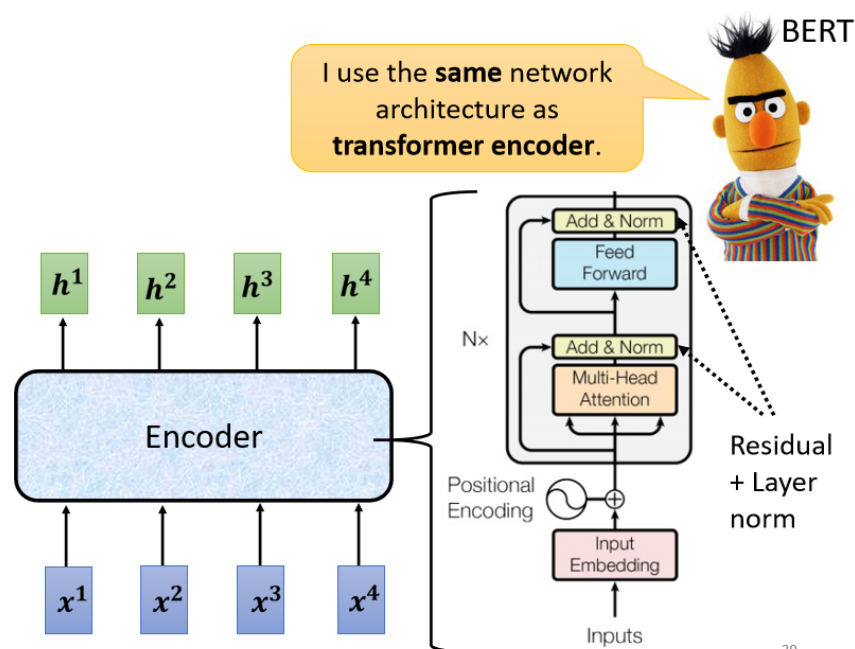 BERT
I use the same network
architecture as
transformer encoder.
h¹
h²
h³
h⁴
Encoder
x¹
x²
x³
x⁴
Add & Norm
Feed
Forward
N×
Add & Norm
Multi-Head
Attention
Positional
Encoding
Input
Embedding
Inputs
Residual
+ Layer
norm